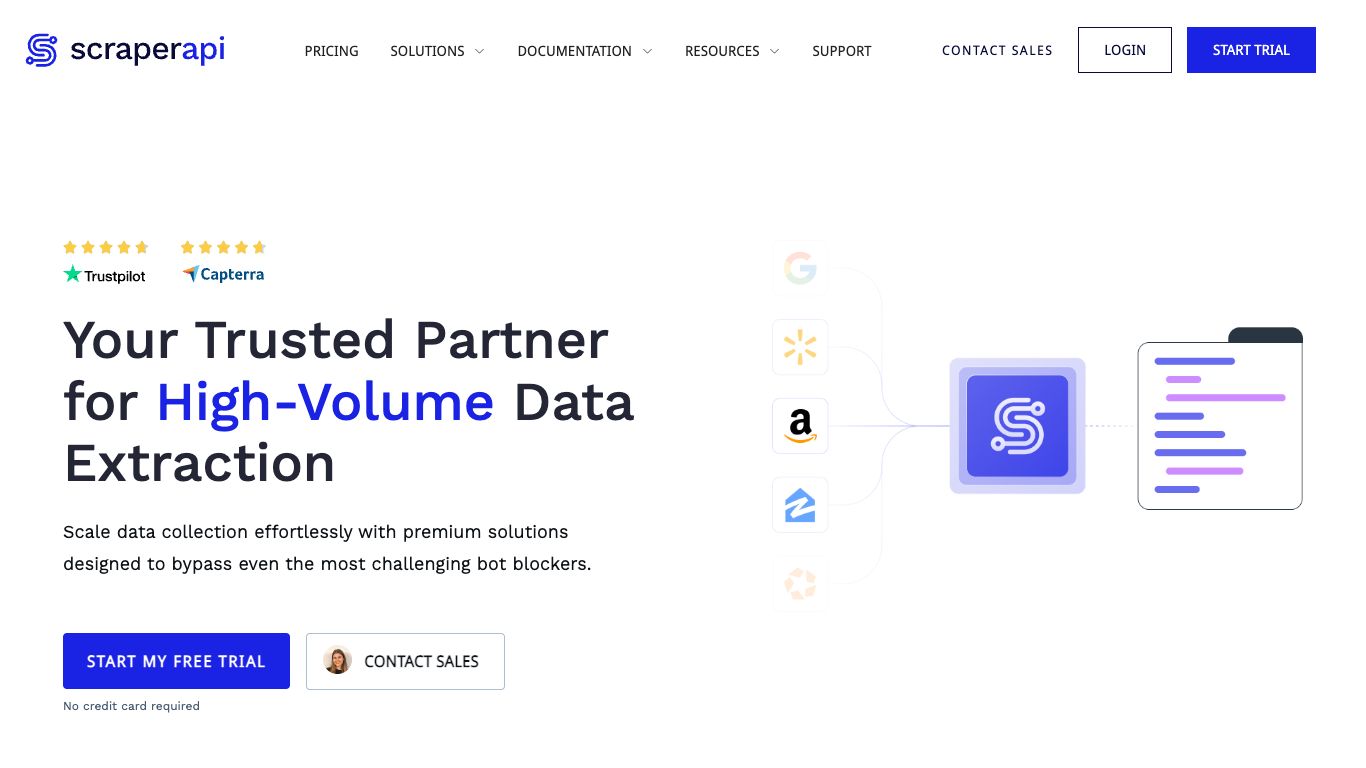 scraperapi
PRICING
SOLUTIONS
DOCUMENTATION
RESOURCES
SUPPORT
CONTACT SALES
LOGIN
START TRIAL
Trustpilot
Capterra
Your Trusted Partner
for High-Volume Data
Extraction
Scale data collection effortlessly with premium solutions
designed to bypass even the most challenging bot blockers.
START MY FREE TRIAL
CONTACT SALES
No credit card required